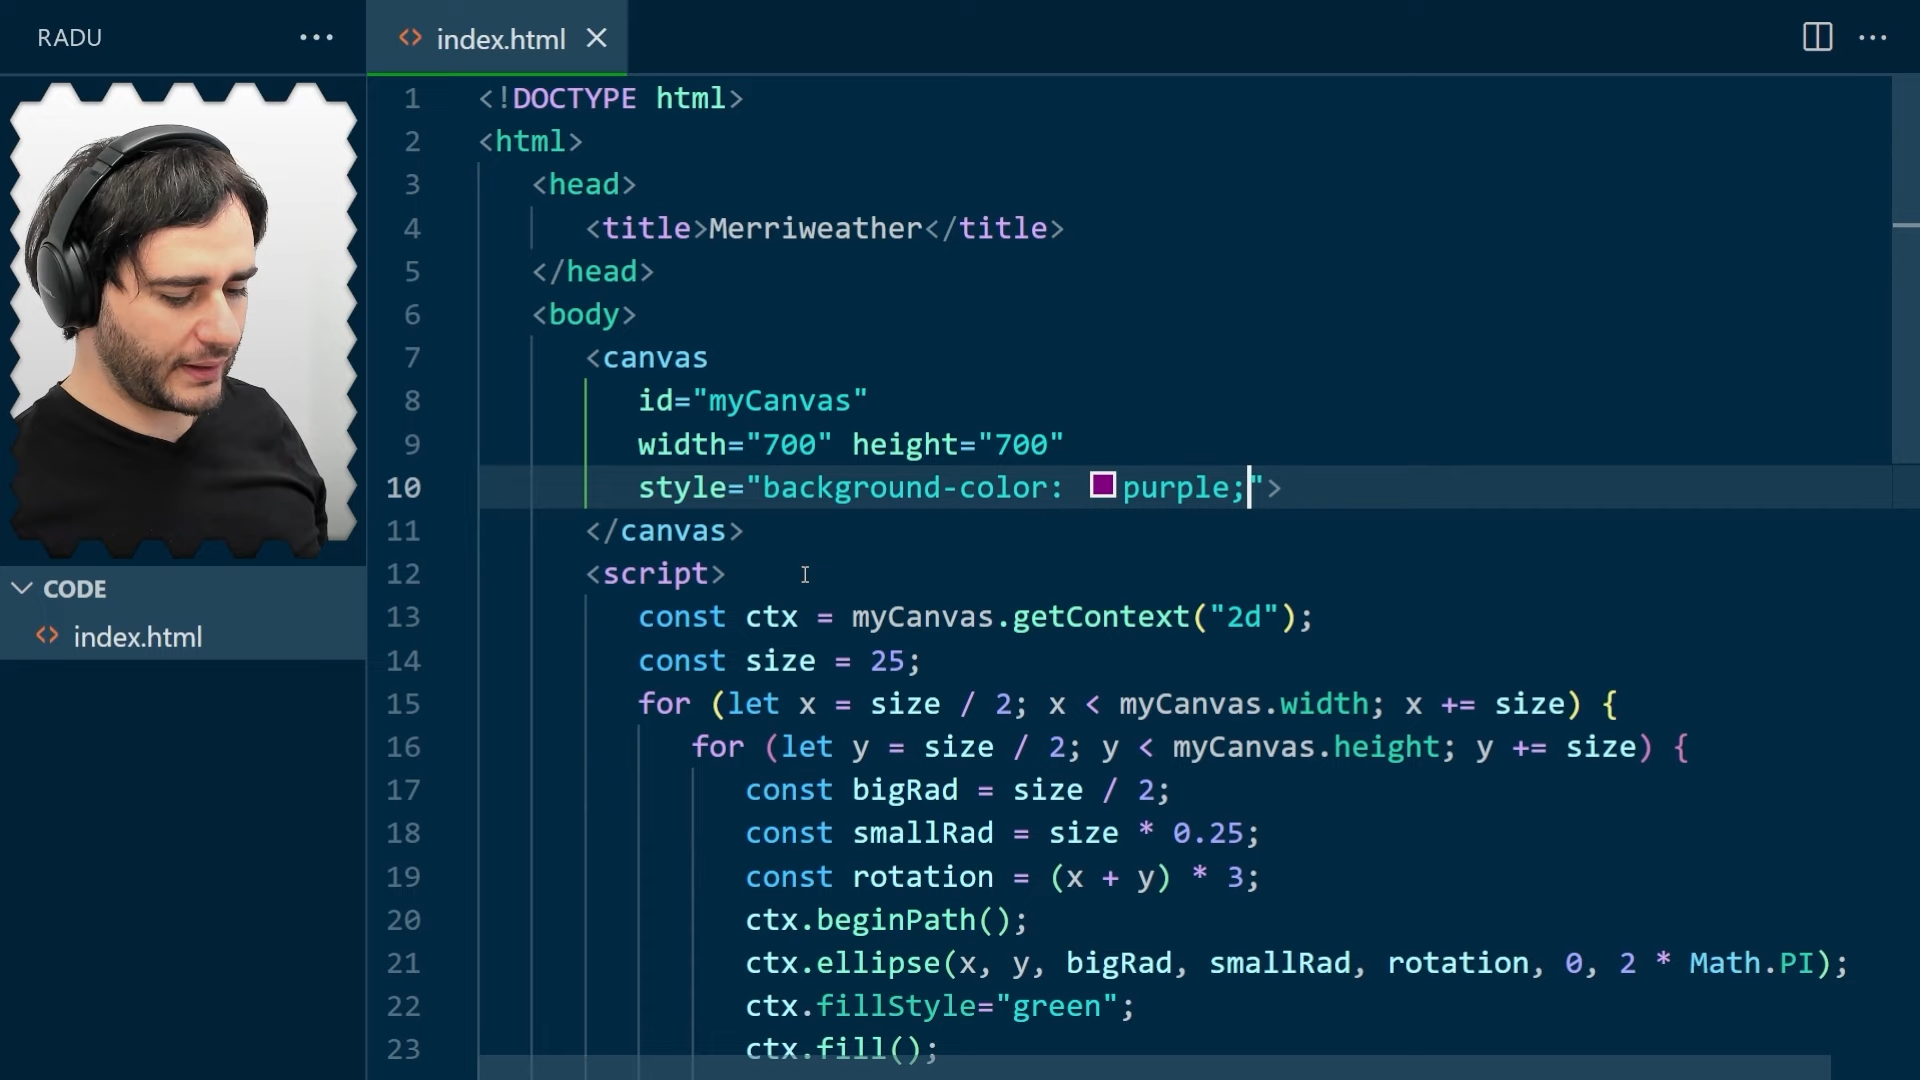 RADU
index.html
1 <!DOCTYPE html>
2 <html>
3 <head>
4 <title>Merriweather</title>
5 </head>
6 <body>
7 <canvas
8 id="myCanvas"
9 width="700" height="700"
10 style="background-color: purple;">
11 </canvas>
12 <script>
13 const ctx = myCanvas.getContext("2d");
14 const size = 25;
15 for (let x = size / 2; x < myCanvas.width; x += size) {
16 for (let y = size / 2; y < myCanvas.height; y += size) {
17 const bigRad = size / 2;
18 const smallRad = size * 0.25;
19 const rotation = (x + y) * 3;
20 ctx.beginPath();
21 ctx.ellipse(x, y, bigRad, smallRad, rotation, 0, 2 * Math.PI);
22 ctx.fillStyle="green";
23 ctx.fill();
CODE
index.html